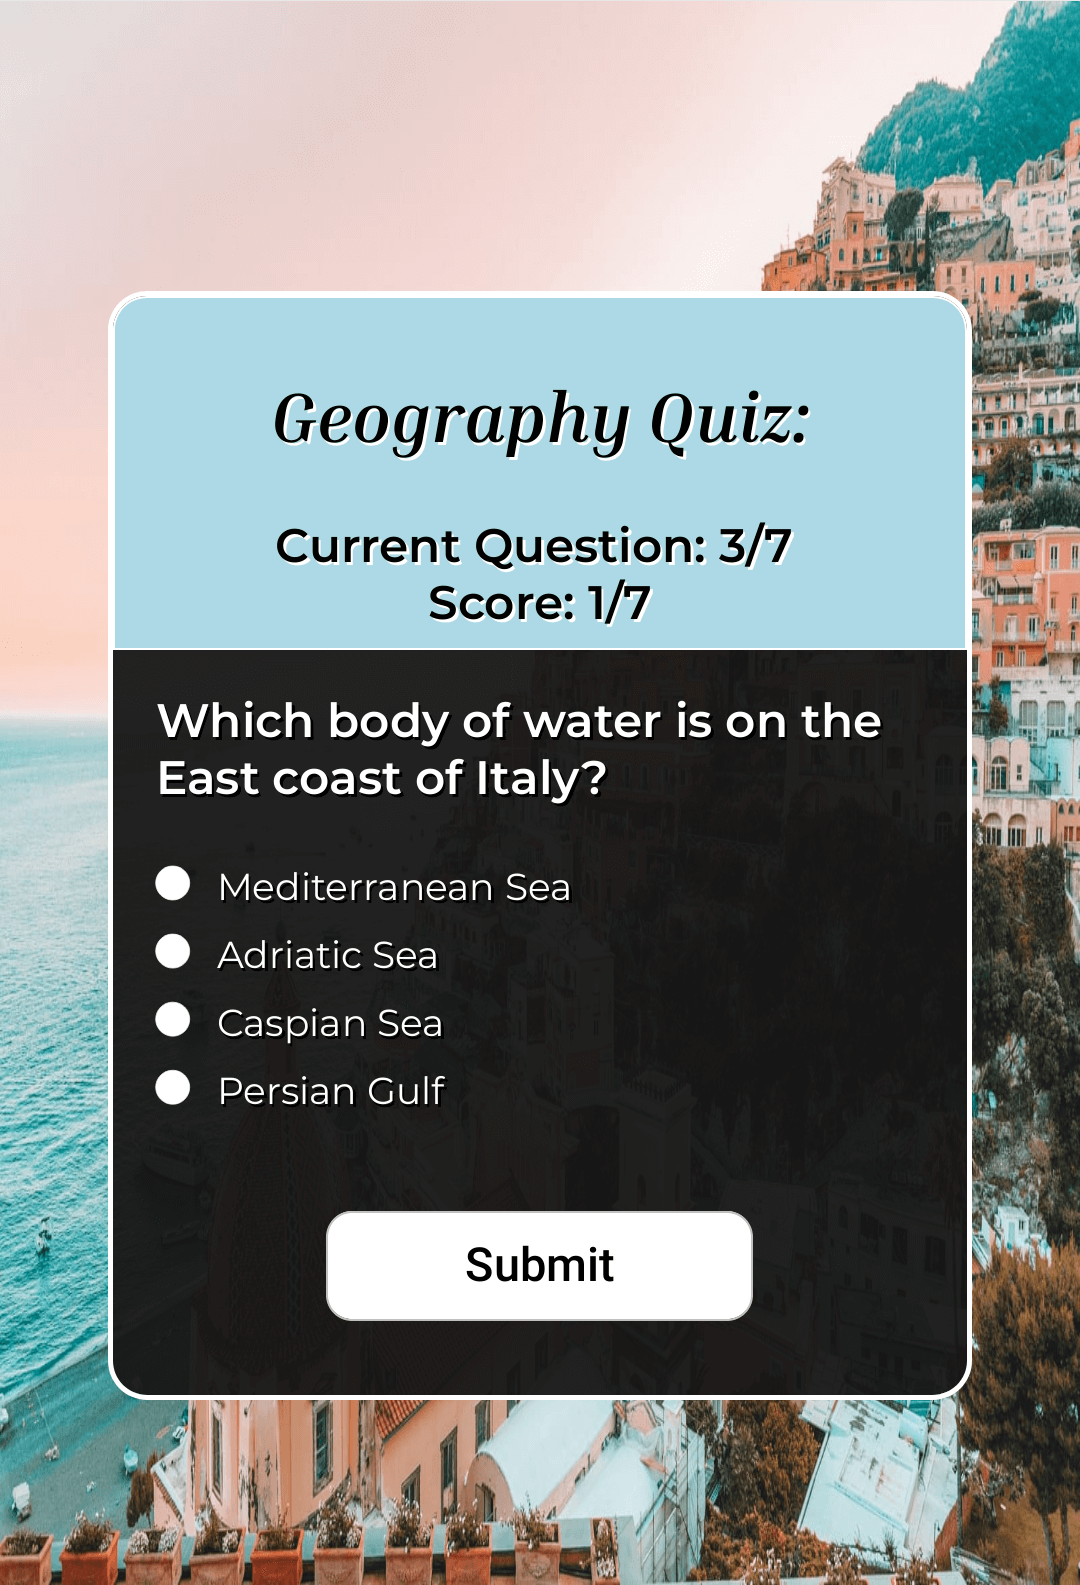 Geography Quiz:
Current Question: 3/7
Score: 1/7
Which body of water is on the
East coast of Italy?
Mediterranean Sea
Adriatic Sea
Caspian Sea
Persian Gulf
Submit